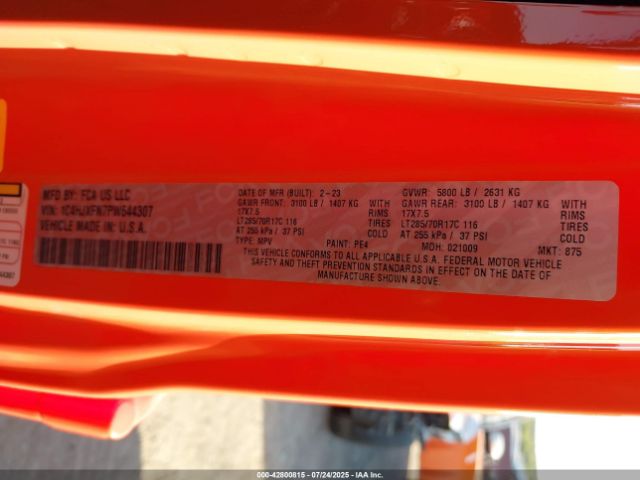 MFD BY: FCA US LLC
VIN: 1C4HJXFN7PW644307
VEHICLE MADE IN: U.S.A.
DATE OF MFR (BUILT): 2-23
GAWR FRONT: 3100 LB / 1407 KG WITH
17X7.5 RIMS
LT285/70R17C 116 TIRES
AT 255 kPa / 37 PSI COLD
TYPE: MPV PAINT: PE4
GVWR: 5800 LB / 2631 KG
GAWR REAR: 3100 LB / 1407 KG WITH
17X7.5 RIMS
LT285/70R17C 116 TIRES
AT 255 kPa / 37 PSI COLD
MOH: 021009 MKT: 875
THIS VEHICLE CONFORMS TO ALL APPLICABLE U.S.A. FEDERAL MOTOR VEHICLE
SAFETY AND THEFT PREVENTION STANDARDS IN EFFECT ON THE DATE OF
MANUFACTURE SHOWN ABOVE.
000-42800815 - 07/24/2025 - IAA Inc.